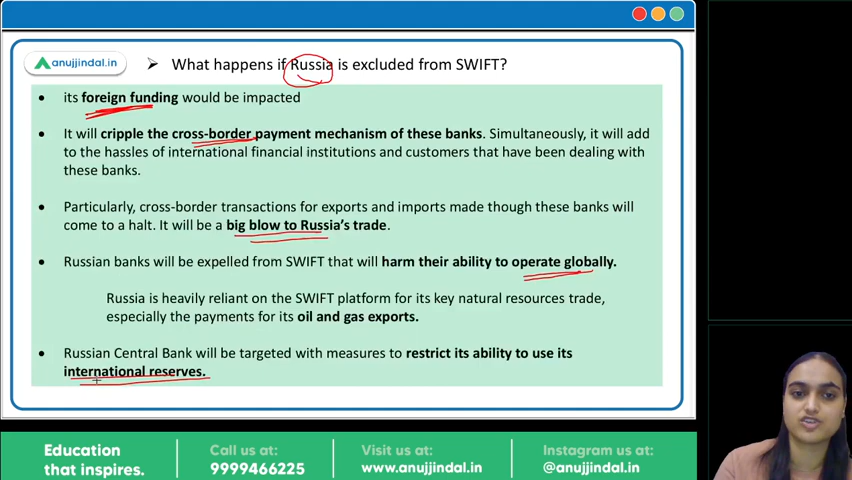 anujjindal.in
➢ What happens if Russia is excluded from SWIFT?
• its foreign funding would be impacted
• It will cripple the cross-border payment mechanism of these banks. Simultaneously, it will add
to the hassles of international financial institutions and customers that have been dealing with
these banks.
• Particularly, cross-border transactions for exports and imports made though these banks will
come to a halt. It will be a big blow to Russia's trade.
• Russian banks will be expelled from SWIFT that will harm their ability to operate globally.
Russia is heavily reliant on the SWIFT platform for its key natural resources trade,
especially the payments for its oil and gas exports.
• Russian Central Bank will be targeted with measures to restrict its ability to use its
international reserves.
Education
that inspires.
Call us at:
9999466225
Visit us at:
www.anujjindal.in
Instagram us at:
@anujjindal.in